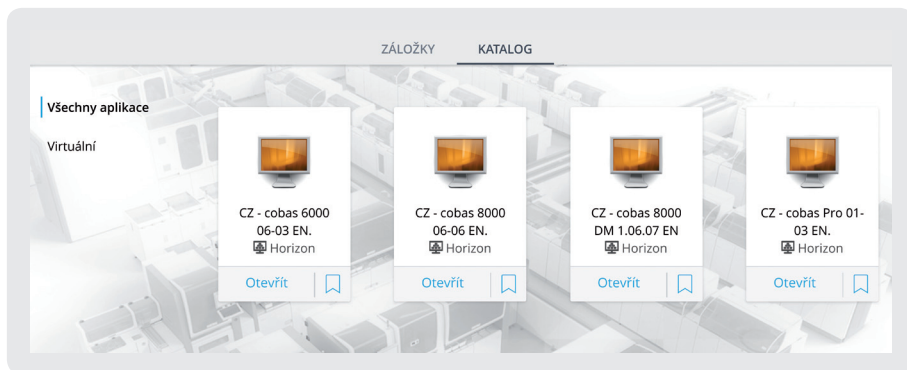 ZÁLOŽKY KATALOG
Všechny aplikace
Virtuální
CZ - cobas 6000
06-03 EN.
Horizon
Otevřít
CZ - cobas 8000
06-06 EN.
Horizon
Otevřít
CZ - cobas 8000
DM 1.06.07 EN
Horizon
Otevřít
CZ - cobas Pro 01-
03 EN.
Horizon
Otevřít